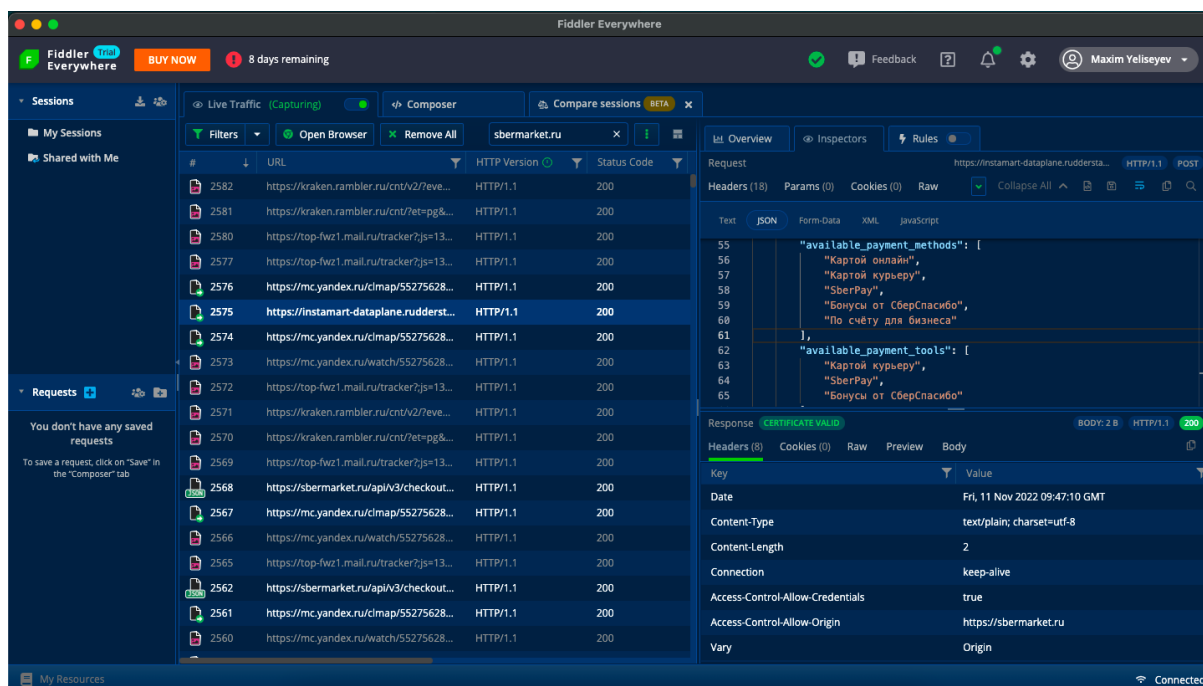 Fiddler Everywhere
Fiddler Trial
Everywhere
BUY NOW
8 days remaining
Feedback
Maxim Yeliseyev
Sessions
My Sessions
Shared with Me
Requests
You don't have any saved
requests
To save a request, click on "Save" in
the "Composer" tab
Live Traffic (Capturing)
Composer
Compare sessions BETA
Filters
Open Browser
Remove All
sbermarket.ru
# URL HTTP Version Status Code
2582 https://kraken.rambler.ru/cnt/v2/?eve... HTTP/1.1 200
2581 https://kraken.rambler.ru/cnt/?et=pg&... HTTP/1.1 200
2580 https://top-fwz1.mail.ru/tracker?;js=13... HTTP/1.1 200
2577 https://top-fwz1.mail.ru/tracker?;js=13... HTTP/1.1 200
2576 https://mc.yandex.ru/clmap/55275628... HTTP/1.1 200
2575 https://instamart-dataplane.rudderst... HTTP/1.1 200
2574 https://mc.yandex.ru/clmap/55275628... HTTP/1.1 200
2573 https://mc.yandex.ru/watch/55275628... HTTP/1.1 200
2572 https://top-fwz1.mail.ru/tracker?;js=13... HTTP/1.1 200
2571 https://kraken.rambler.ru/cnt/v2/?eve... HTTP/1.1 200
2570 https://kraken.rambler.ru/cnt/?et=pg&... HTTP/1.1 200
2569 https://top-fwz1.mail.ru/tracker?;js=13... HTTP/1.1 200
2568 https://sbermarket.ru/api/v3/checkout... HTTP/1.1 200
2567 https://mc.yandex.ru/clmap/55275628... HTTP/1.1 200
2566 https://mc.yandex.ru/watch/55275628... HTTP/1.1 200
2565 https://top-fwz1.mail.ru/tracker?;js=13... HTTP/1.1 200
2562 https://sbermarket.ru/api/v3/checkout... HTTP/1.1 200
2561 https://mc.yandex.ru/clmap/55275628... HTTP/1.1 200
2560 https://mc.yandex.ru/watch/55275628... HTTP/1.1 200
Overview
Inspectors
Rules
Request https://instamart-dataplane.ruddersta... HTTP/1.1 POST
Headers (18) Params (0) Cookies (0) Raw Collapse All
Text JSON Form-Data XML JavaScript
55 "available_payment_methods": [
56 "Картой онлайн",
57 "Картой курьеру",
58 "SberPay",
59 "Бонусы от СберСпасибо",
60 "По счёту для бизнеса"
61 ],
62 "available_payment_tools": [
63 "Картой курьеру",
64 "SberPay",
65 "Бонусы от СберСпасибо"
Response CERTIFICATE VALID BODY: 2 B HTTP/1.1 200
Headers (8) Cookies (0) Raw Preview Body
Key Value
Date Fri, 11 Nov 2022 09:47:10 GMT
Content-Type text/plain; charset=utf-8
Content-Length 2
Connection keep-alive
Access-Control-Allow-Credentials true
Access-Control-Allow-Origin https://sbermarket.ru
Vary Origin
My Resources
Connected